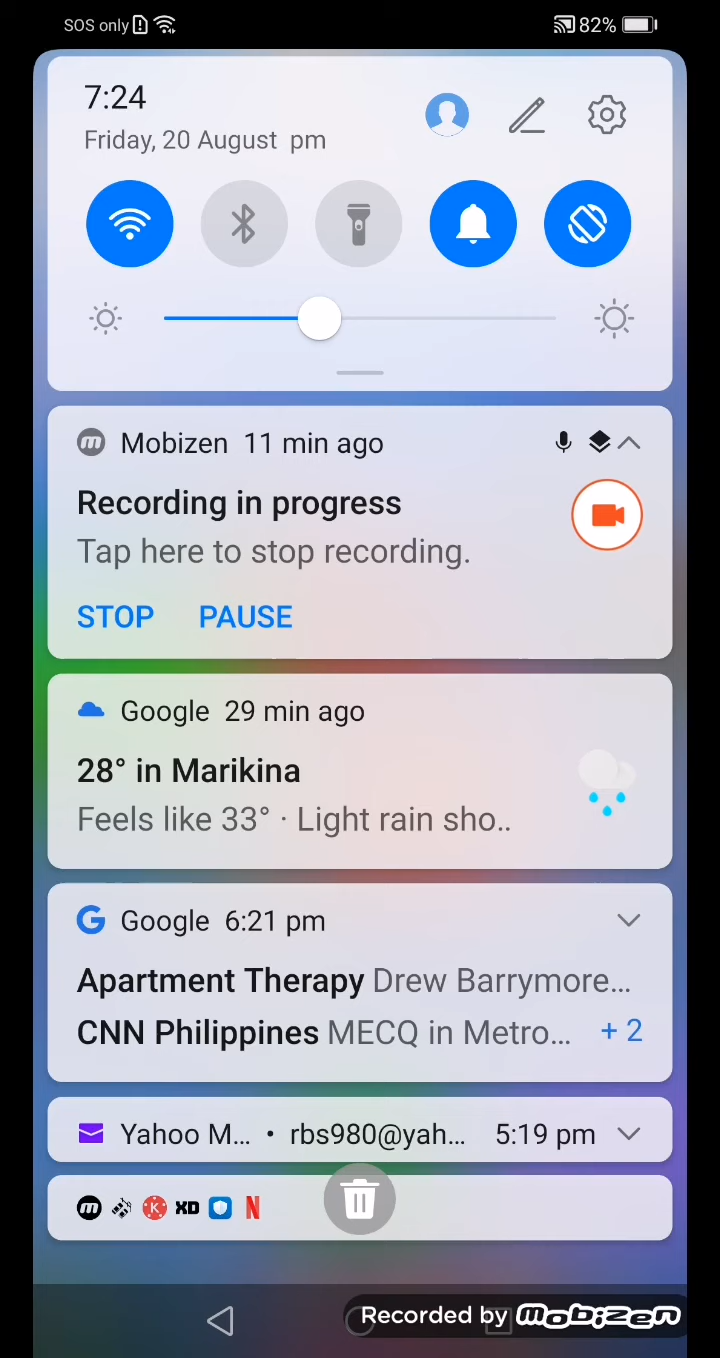 SOS only 82%
7:24
Friday, 20 August pm
Mobizen 11 min ago
Recording in progress
Tap here to stop recording.
STOP PAUSE
Google 29 min ago
28° in Marikina
Feels like 33° · Light rain sho..
G Google 6:21 pm
Apartment Therapy Drew Barrymore...
CNN Philippines MECQ in Metro... + 2
Yahoo M... • rbs980@yah... 5:19 pm
m K XD N
Recorded by mobizen